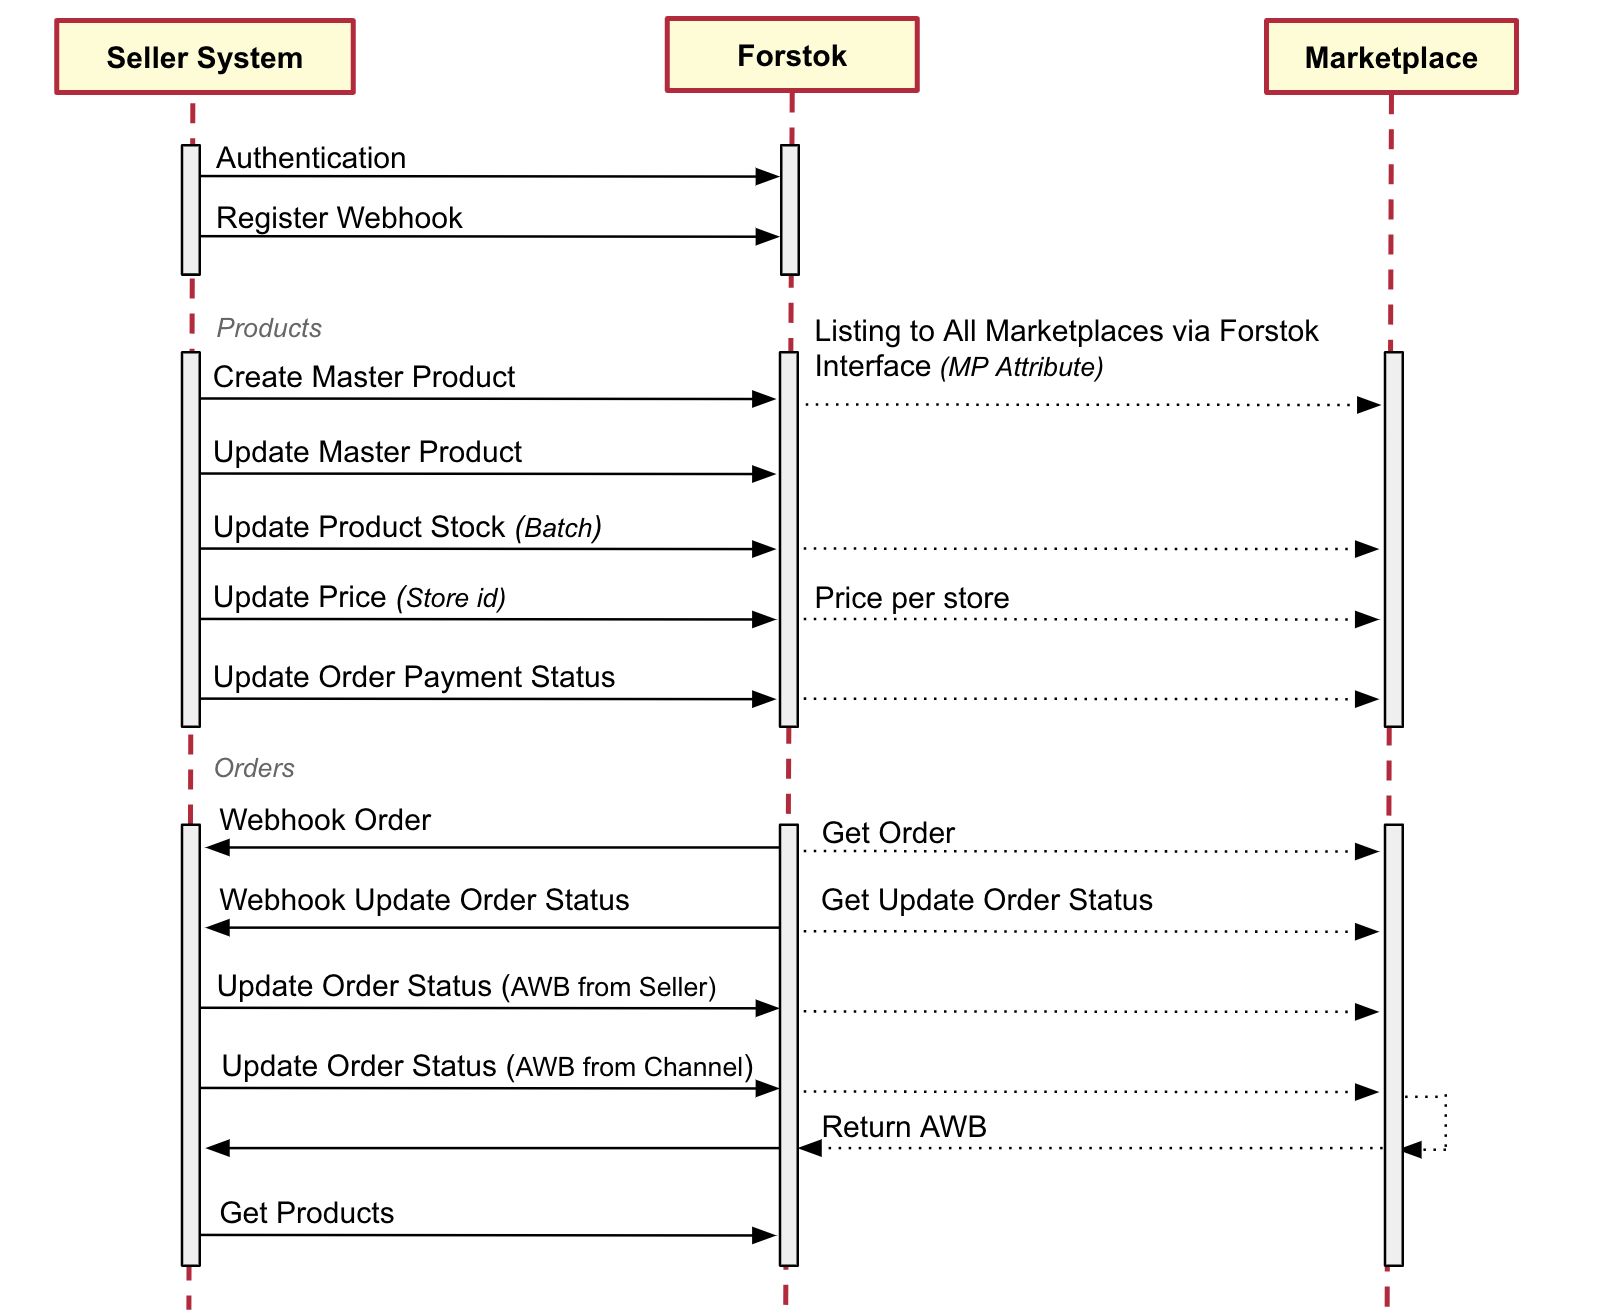 Seller System
Forstok
Marketplace
Authentication
Register Webhook
Products
Listing to All Marketplaces via Forstok
Interface (MP Attribute)
Create Master Product
Update Master Product
Update Product Stock (Batch)
Update Price (Store id)
Price per store
Update Order Payment Status
Orders
Webhook Order
Get Order
Webhook Update Order Status
Get Update Order Status
Update Order Status (AWB from Seller)
Update Order Status (AWB from Channel)
Return AWB
Get Products